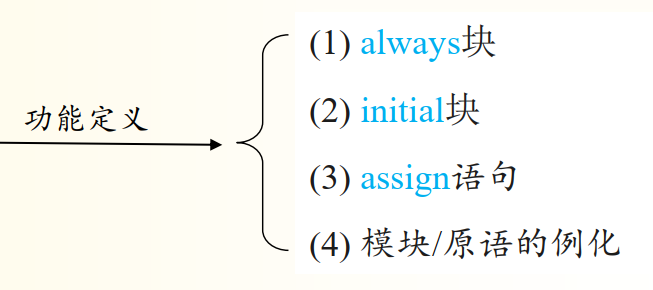 功能定义
(1) always块
(2) initial块
(3) assign语句
(4) 模块/原语的例化